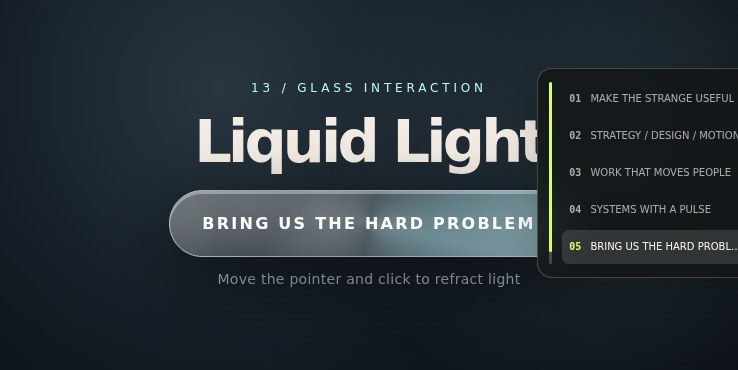 13 / GLASS INTERACTION
Liquid Light
BRING US THE HARD PROBLEM
Move the pointer and click to refract light
01 MAKE THE STRANGE USEFUL
02 STRATEGY / DESIGN / MOTION
03 WORK THAT MOVES PEOPLE
04 SYSTEMS WITH A PULSE
05 BRING US THE HARD PROBL...